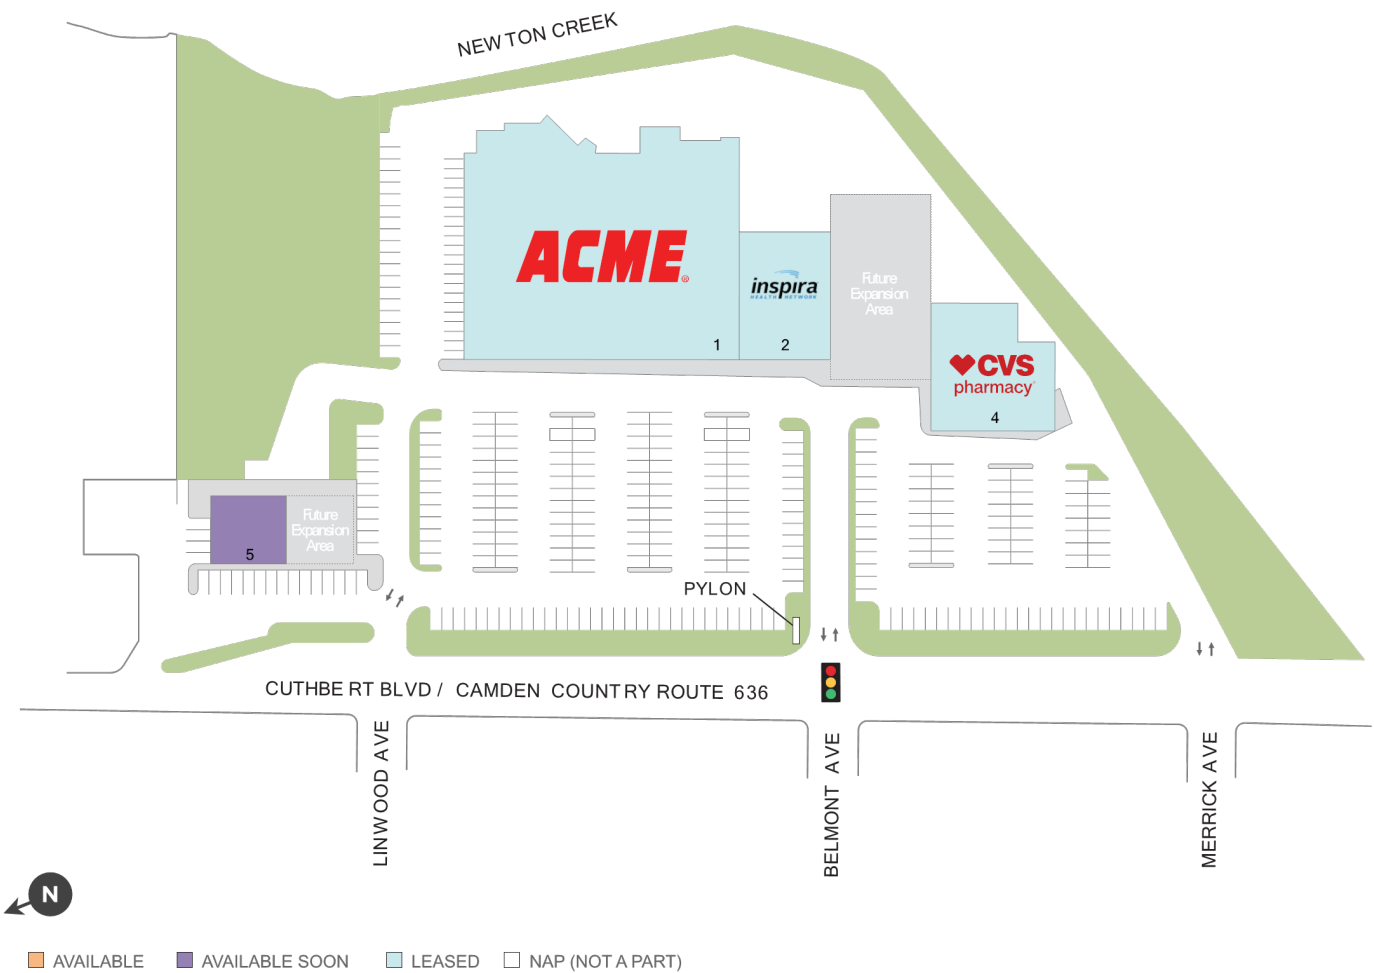 NEWTON CREEK
ACME®
inspira
HEALTH NETWORK
Future
Expansion
Area
1
2
CVS
pharmacy
4
Future
Expansion
Area
5
PYLON
CUTHBERT BLVD / CAMDEN COUNTRY ROUTE 636
LINWOOD AVE
BELMONT AVE
MERRICK AVE
N
AVAILABLE
AVAILABLE SOON
LEASED
NAP (NOT A PART)